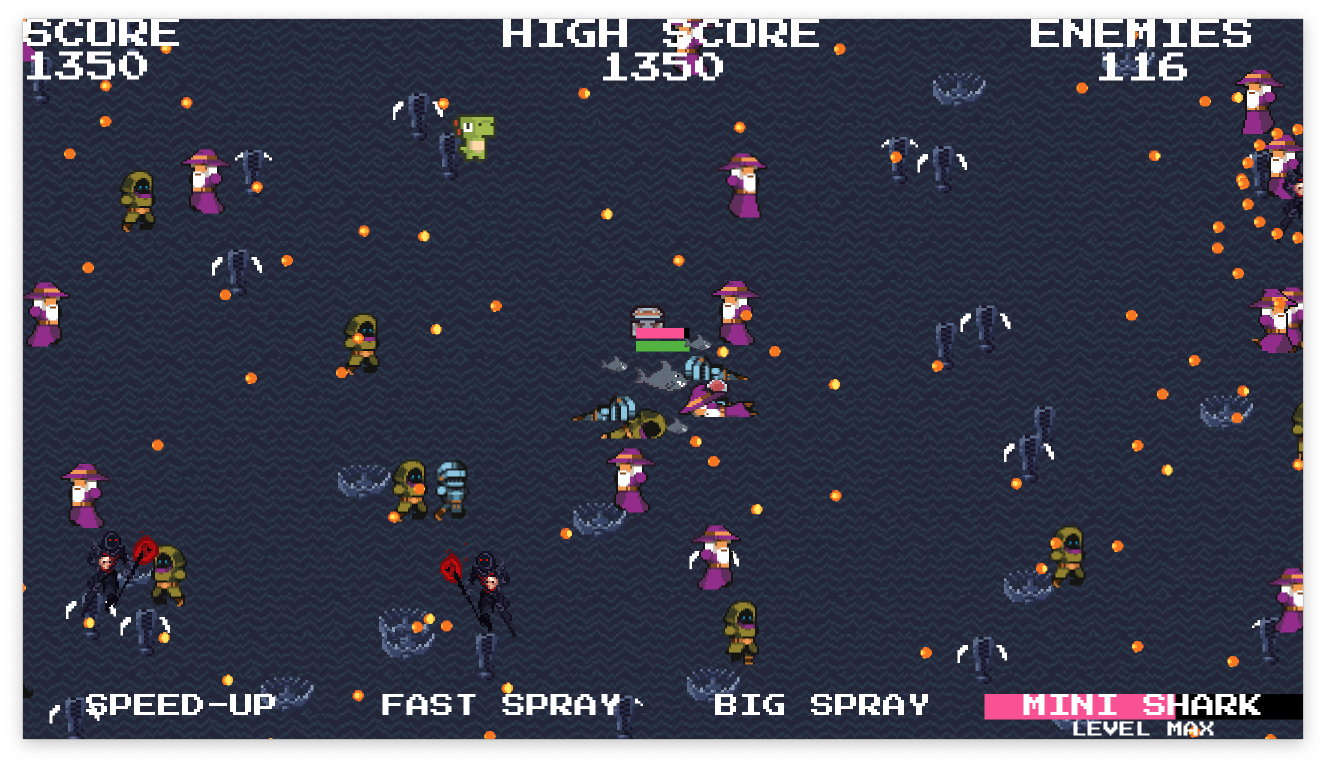 SCORE
1350
HIGH SCORE
1350
ENEMIES
116
SPEED-UP
FAST SPRAY
BIG SPRAY
MINI SHARK
LEVEL MAX